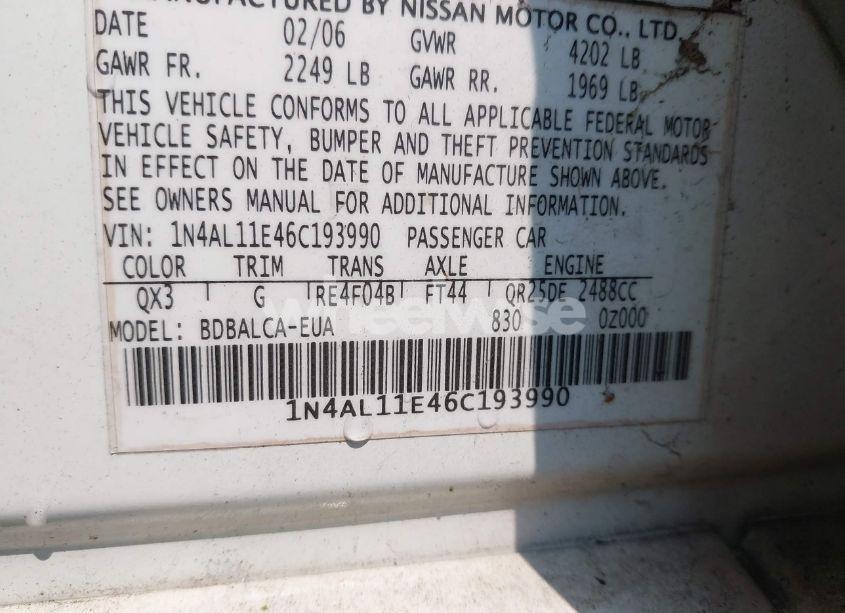 MANUFACTURED BY NISSAN MOTOR CO., LTD.
DATE 02/06 GVWR 4202 LB
GAWR FR. 2249 LB GAWR RR. 1969 LB
THIS VEHICLE CONFORMS TO ALL APPLICABLE FEDERAL MOTOR
VEHICLE SAFETY, BUMPER AND THEFT PREVENTION STANDARDS
IN EFFECT ON THE DATE OF MANUFACTURE SHOWN ABOVE.
SEE OWNERS MANUAL FOR ADDITIONAL INFORMATION.
VIN: 1N4AL11E46C193990 PASSENGER CAR
COLOR TRIM TRANS AXLE ENGINE
QX3 G RE4F04B FT44 QR25DE 2488CC
wheelwise
MODEL: BDBALCA-EUA 830 0Z000
1N4AL11E46C193990